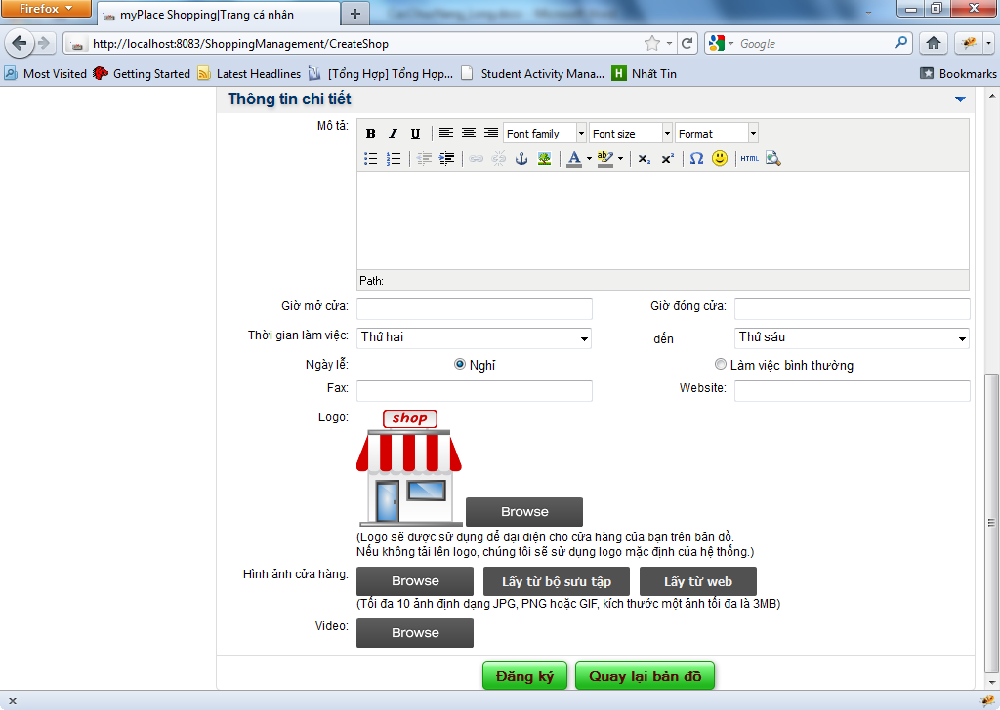 Firefox
myPlace Shopping|Trang cá nhân
http://localhost:8083/ShoppingManagement/CreateShop
Google
Most Visited
Getting Started
Latest Headlines
[Tổng Hợp] Tổng Hợp...
Student Activity Mana...
H Nhất Tin
Bookmarks
Thông tin chi tiết
Mô tả:
B I U Font family Font size Format
A ab x₂ x² Ω HTML
Path:
Giờ mở cửa: Giờ đóng cửa:
Thời gian làm việc: Thứ hai đến Thứ sáu
Ngày lễ: Nghỉ Làm việc bình thường
Fax: Website:
Logo:
shop
Browse
(Logo sẽ được sử dụng để đại diện cho cửa hàng của bạn trên bản đồ.
Nếu không tải lên logo, chúng tôi sẽ sử dụng logo mặc định của hệ thống.)
Hình ảnh cửa hàng: Browse Lấy từ bộ sưu tập Lấy từ web
(Tối đa 10 ảnh định dạng JPG, PNG hoặc GIF, kích thước một ảnh tối đa là 3MB)
Video: Browse
Đăng ký Quay lại bản đồ